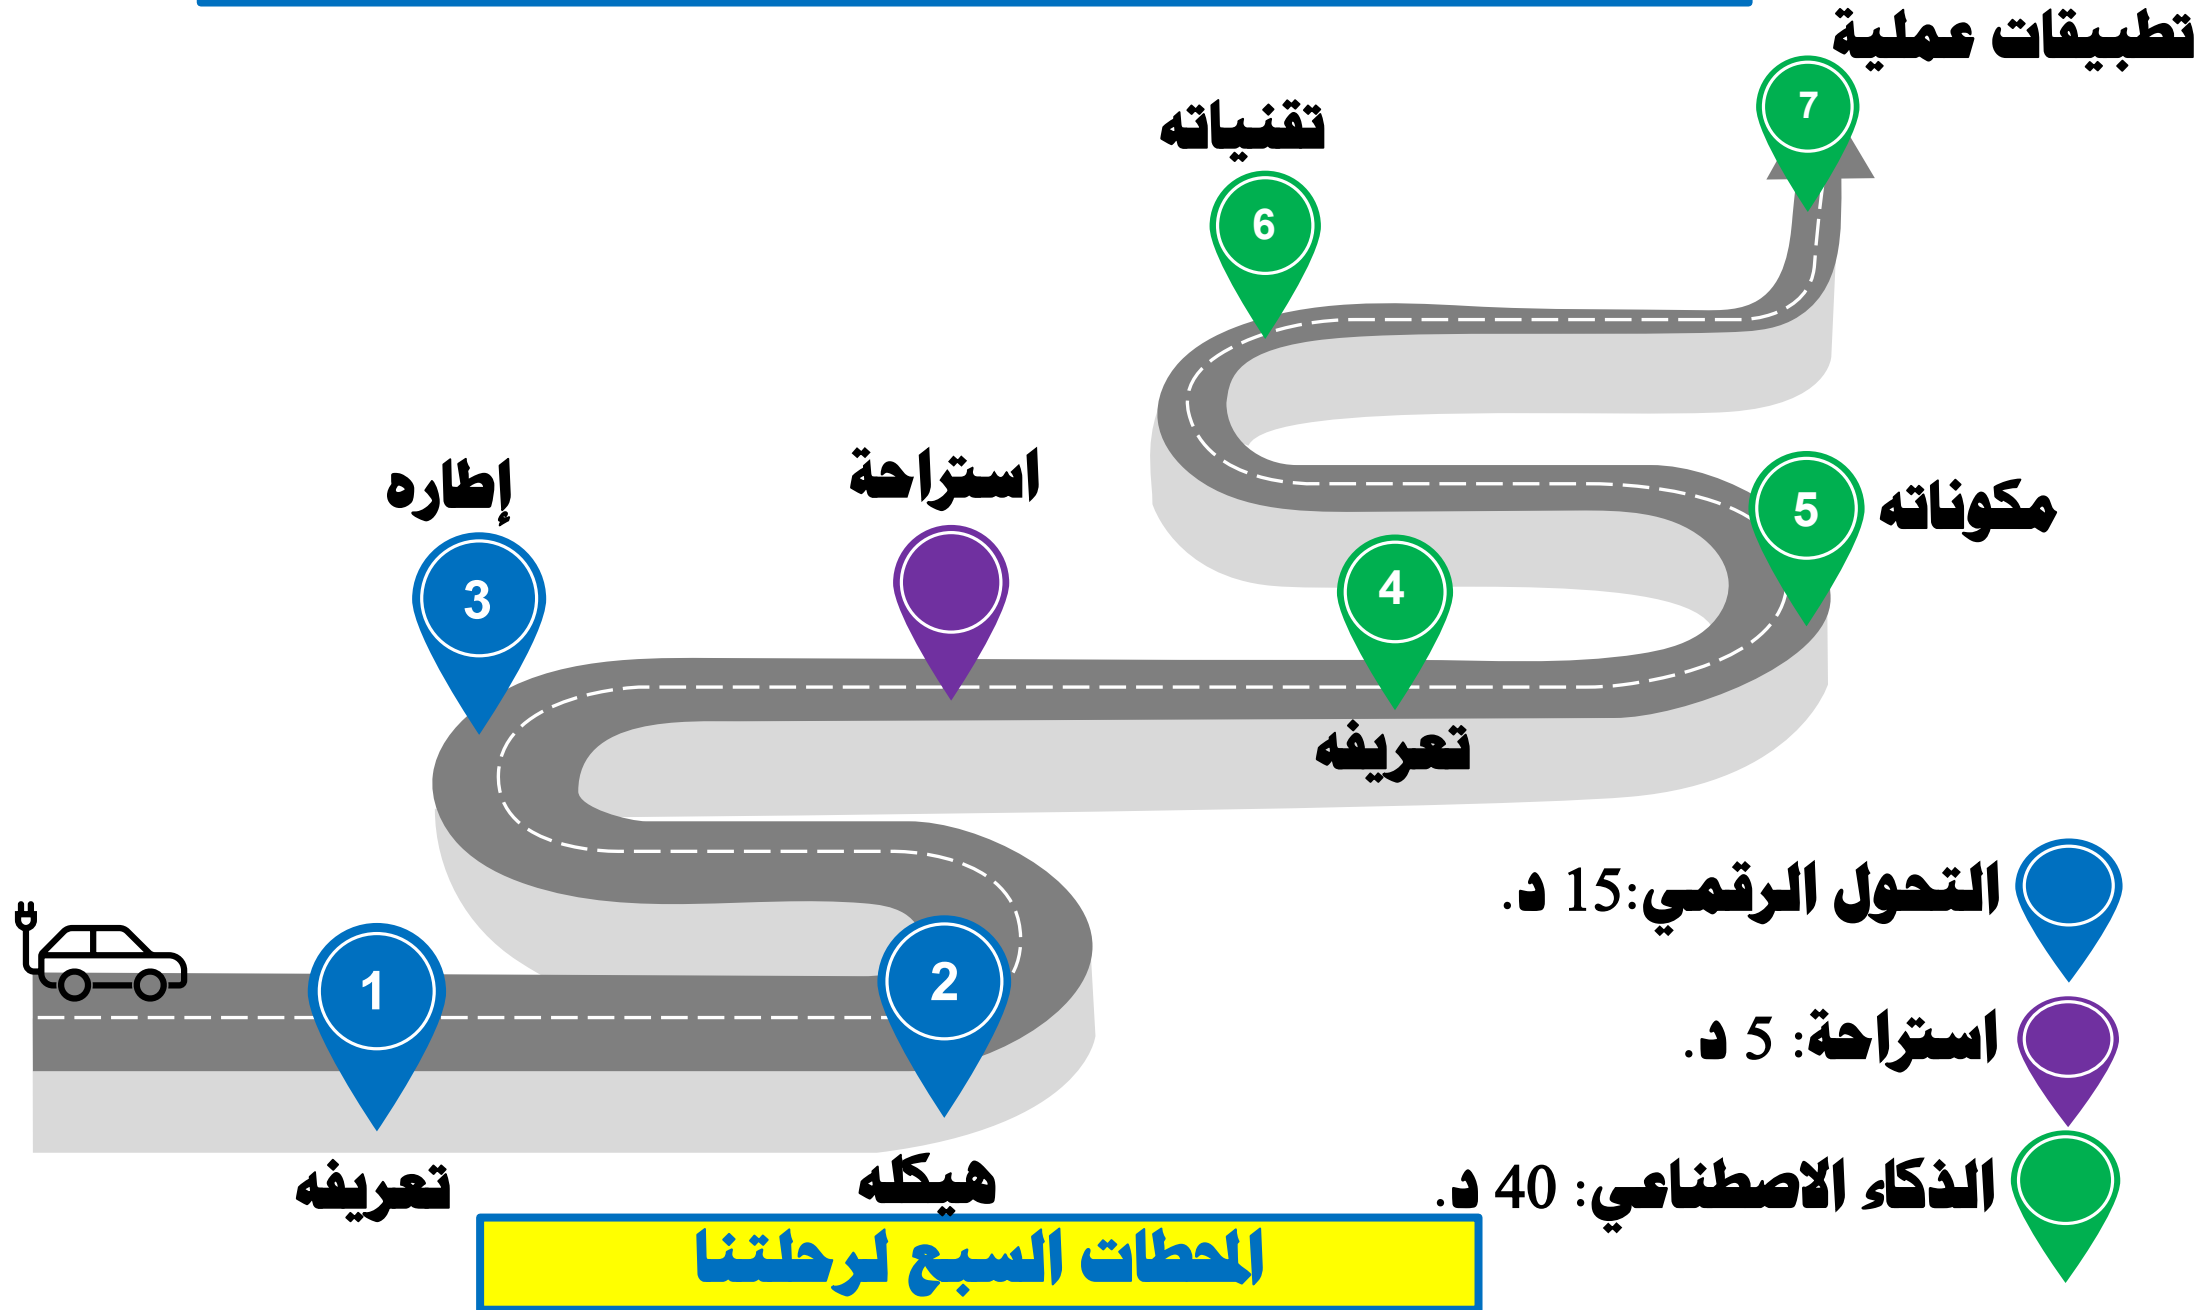 تطبيقات عملية
7
تقنياته
6
إطاره
استراحة
5
مكوناته
3
4
تعريفه
1
2
تعريفه
هيكله
التحول الرقمي:15 د.
استراحة: 5 د.
الذكاء الاصطناعي: 40 د.
المحطات السبع لرحلتنا